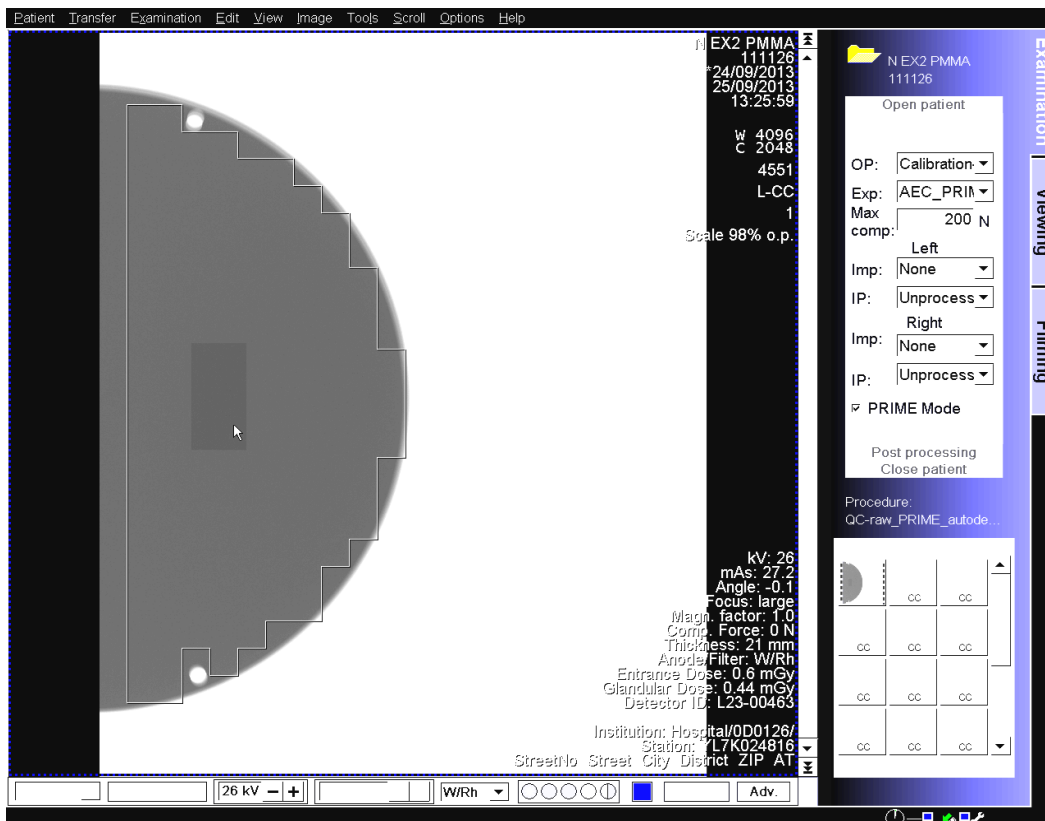 Patient Transfer Examination Edit View Image Tools Scroll Options Help
N EX2 PMMA
111126
*24/09/2013
25/09/2013
13:25:59
W 4096
C 2048
4551
L-CC
1
Scale 98% o.p.
kV: 26
mAs: 27.2
Angle: -0.1
Focus: large
Magn. factor: 1.0
Comp. Force: 0 N
Thickness: 21 mm
Anode/Filter: W/Rh
Entrance Dose: 0.6 mGy
Glandular Dose: 0.44 mGy
Detector ID: L23-00463
Institution: Hospital/0D0126/
Station: YL7K024816
StreetNo Street City District ZIP AT
26 kV − + W/Rh Adv.
N EX2 PMMA
111126
Open patient
OP: Calibration-
Exp: AEC_PRIM
Max comp: 200 N
Left
Imp: None
IP: Unprocess
Right
Imp: None
IP: Unprocess
PRIME Mode
Post processing
Close patient
Procedure:
QC-raw_PRIME_autode...
CC CC
CC CC CC
CC CC CC
CC CC CC
Examination
Viewing
Filming